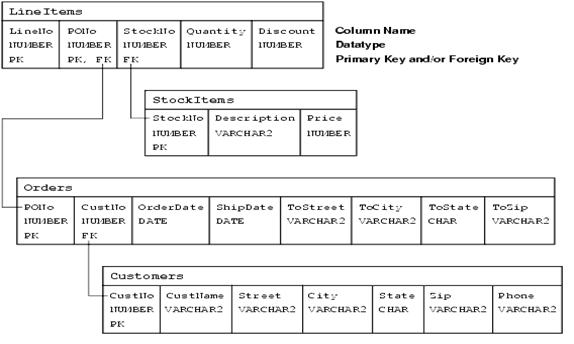 LineItems
LineNo PONo StockNo Quantity Discount
NUMBER NUMBER NUMBER NUMBER NUMBER
PK PK, FK FK
Column Name
Datatype
Primary Key and/or Foreign Key
StockItems
StockNo Description Price
NUMBER VARCHAR2 NUMBER
PK
Orders
PONo CustNo OrderDate ShipDate ToStreet ToCity ToState ToZip
NUMBER NUMBER DATE DATE VARCHAR2 VARCHAR2 CHAR VARCHAR2
PK FK
Customers
CustNo CustName Street City State Zip Phone
NUMBER VARCHAR2 VARCHAR2 VARCHAR2 CHAR VARCHAR2 VARCHAR2
PK